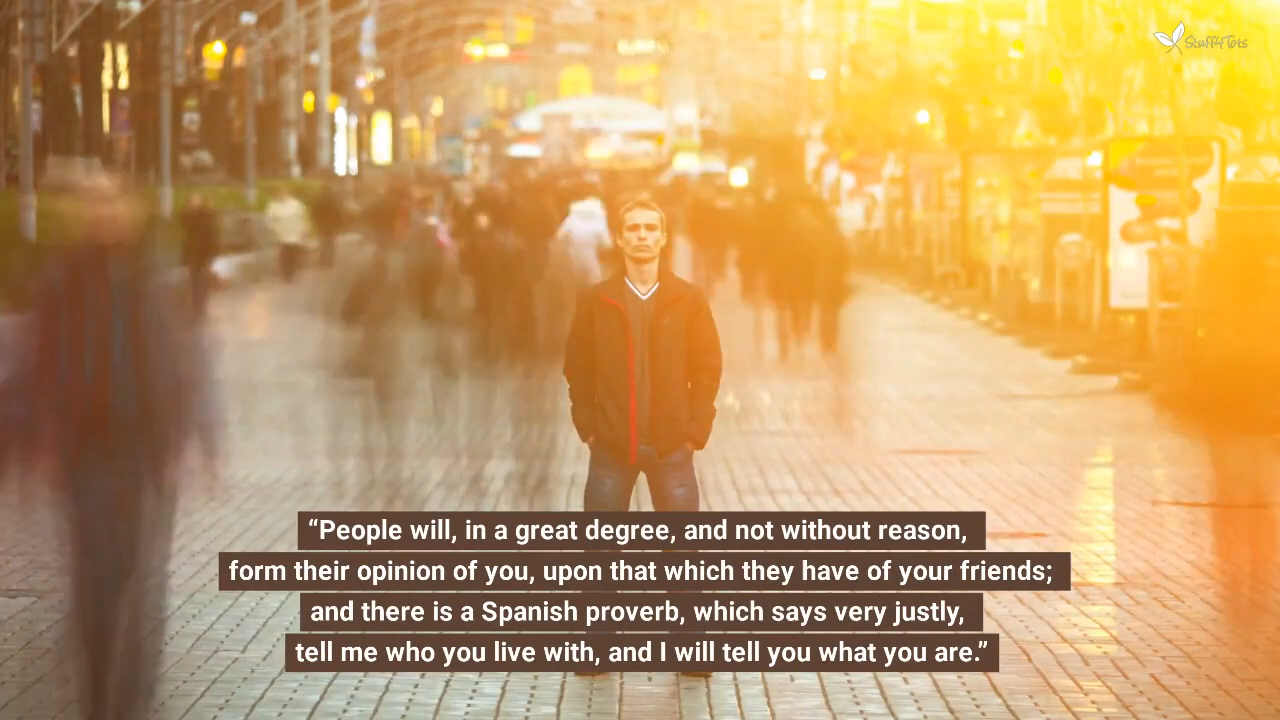 Stuff4Tots
“People will, in a great degree, and not without reason,
form their opinion of you, upon that which they have of your friends;
and there is a Spanish proverb, which says very justly,
tell me who you live with, and I will tell you what you are.”